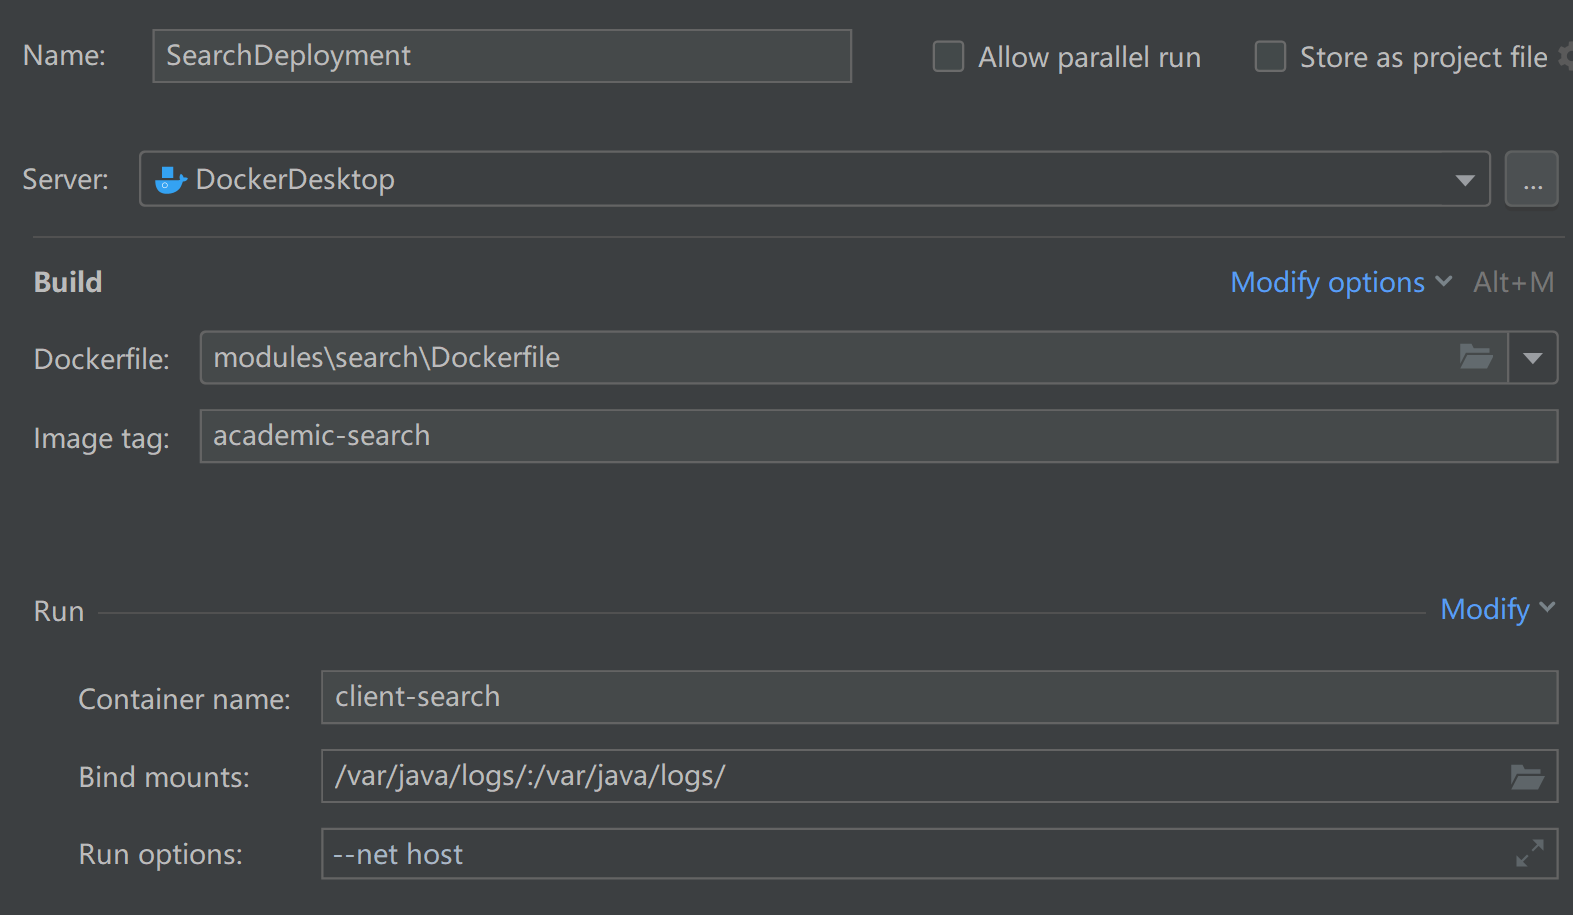 Name: SearchDeployment Allow parallel run Store as project file
Server: DockerDesktop ...
Build Modify options Alt+M
Dockerfile: modules\search\Dockerfile
Image tag: academic-search
Run Modify
Container name: client-search
Bind mounts: /var/java/logs/:/var/java/logs/
Run options: --net host